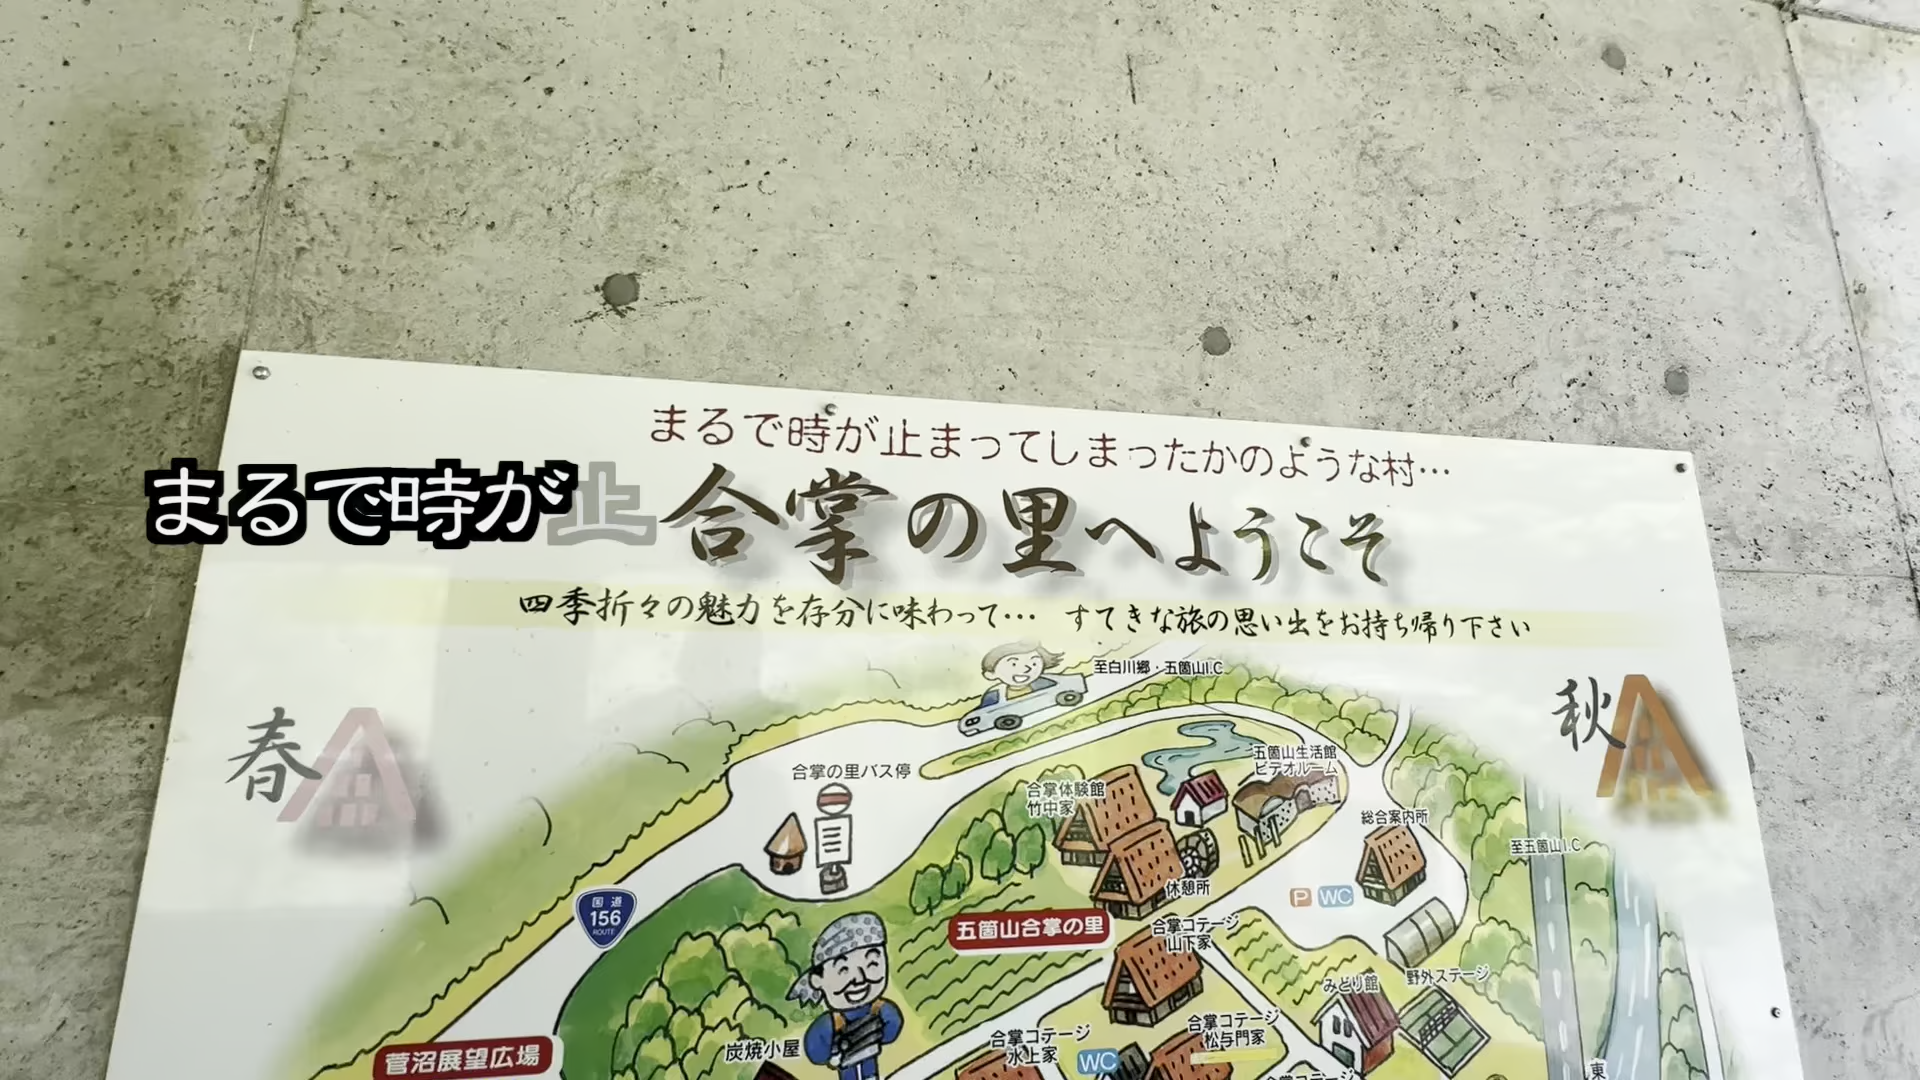 まるで時が止まってしまったかのような村…
まるで時が止
合掌の里へようこそ
四季折々の魅力を存分に味わって… すてきな旅の思い出をお持ち帰り下さい
至白川郷・五箇山I.C
春
秋
合掌の里バス停
五箇山生活館
ビデオルーム
合掌体験館
竹中家
総合案内所
至五箇山I.C
休憩所
P WC
国道
156
ROUTE
五箇山合掌の里
合掌コテージ
山下家
みどり館
野外ステージ
菅沼展望広場
炭焼小屋
合掌コテージ
水上家
WC
合掌コテージ
松与門家
合掌コテージ
東